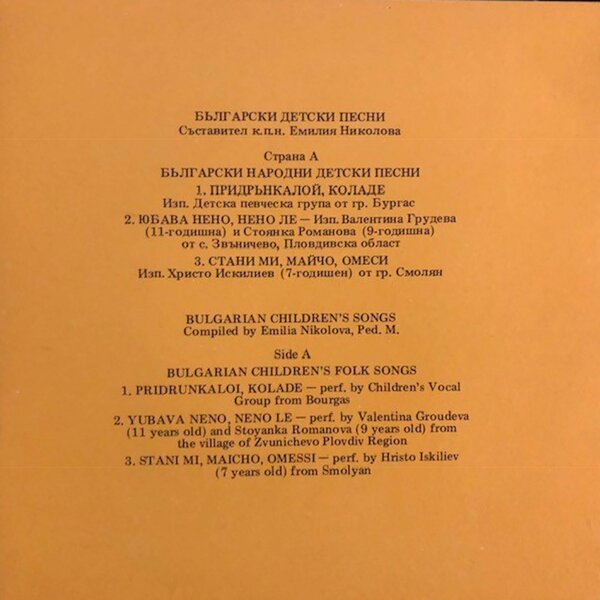 БЪЛГАРСКИ ДЕТСКИ ПЕСНИ
Съставител к.п.н. Емилия Николова
Страна А
БЪЛГАРСКИ НАРОДНИ ДЕТСКИ ПЕСНИ
1. ПРИДРЪНКАЛОЙ, КОЛАДЕ
Изп. Детска певческа група от гр. Бургас
2. ЮБАВА НЕНО, НЕНО ЛЕ — Изп. Валентина Грудева
(11-годишна) и Стоянка Романова (9-годишна)
от с. Звъничево, Пловдивска област
3. СТАНИ МИ, МАЙЧО, ОМЕСИ
Изп. Христо Искилиев (7-годишен) от гр. Смолян
BULGARIAN CHILDREN'S SONGS
Compiled by Emilia Nikolova, Ped. M.
Side A
BULGARIAN CHILDREN'S FOLK SONGS
1. PRIDRUNKALOI, KOLADE — perf. by Children's Vocal
Group from Bourgas
2. YUBAVA NENO, NENO LE — perf. by Valentina Groudeva
(11 years old) and Stoyanka Romanova (9 years old) from
the village of Zvunichevo Plovdiv Region
3. STANI MI, MAICHO, OMESSI — perf. by Hristo Iskiliev
(7 years old) from Smolyan